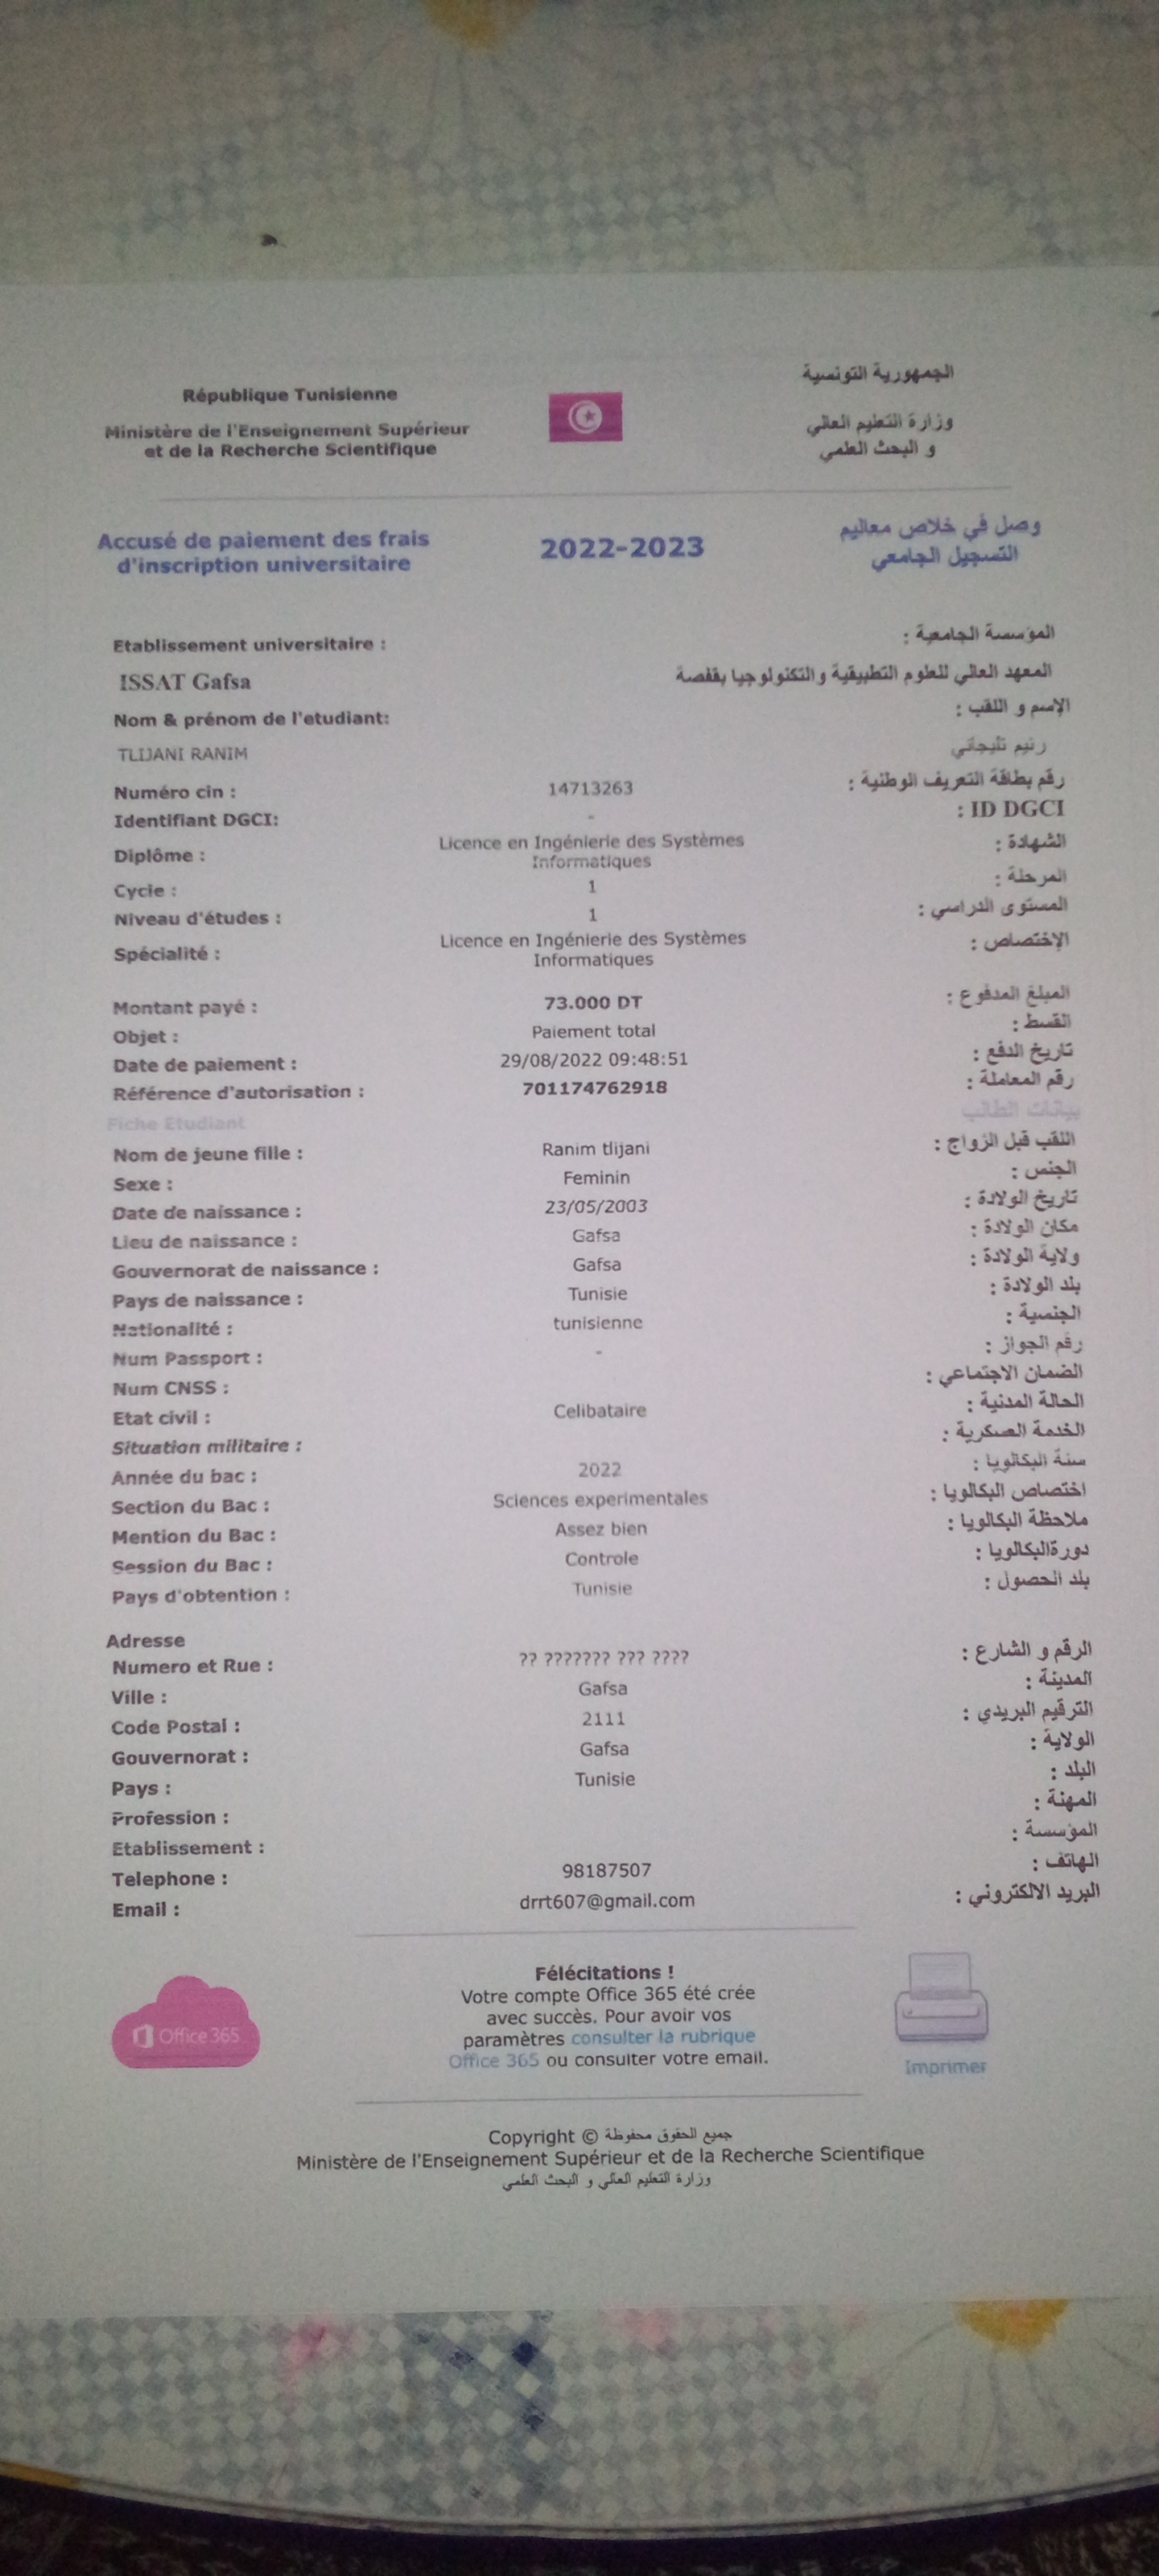 République Tunisienne
الجمهورية التونسية
Ministère de l'Enseignement Supérieur
et de la Recherche Scientifique
وزارة التعليم العالي
و البحث العلمي
Accusé de paiement des frais
d'inscription universitaire
2022-2023
وصل في خلاص معاليم
التسجيل الجامعي
Etablissement universitaire : المؤسسة الجامعية :
ISSAT Gafsa المعهد العالي للعلوم التطبيقية والتكنولوجيا بقفصة
Nom & prénom de l'etudiant: الإسم و اللقب :
TLIJANI RANIM رنيم تليجاني
Numéro cin : 14713263 رقم بطاقة التعريف الوطنية :
Identifiant DGCI: - ID DGCI :
Diplôme : Licence en Ingénierie des Systèmes Informatiques الشهادة :
Cycle : 1 المرحلة :
Niveau d'études : 1 المستوى الدراسي :
Spécialité : Licence en Ingénierie des Systèmes Informatiques الإختصاص :
Montant payé : 73.000 DT المبلغ المدفوع :
Objet : Paiement total القسط :
Date de paiement : 29/08/2022 09:48:51 تاريخ الدفع :
Référence d'autorisation : 701174762918 رقم المعاملة :
Fiche Etudiant بيانات الطالب
Nom de jeune fille : Ranim tlijani اللقب قبل الزواج :
Sexe : Feminin الجنس :
Date de naissance : 23/05/2003 تاريخ الولادة :
Lieu de naissance : Gafsa مكان الولادة :
Gouvernorat de naissance : Gafsa ولاية الولادة :
Pays de naissance : Tunisie بلد الولادة :
Nationalité : tunisienne الجنسية :
Num Passport : - رقم الجواز :
Num CNSS : الضمان الاجتماعي :
Etat civil : Celibataire الحالة المدنية :
Situation militaire : الخدمة العسكرية :
Année du bac : 2022 سنة البكالويا :
Section du Bac : Sciences experimentales اختصاص البكالويا :
Mention du Bac : Assez bien ملاحظة البكالويا :
Session du Bac : Controle دورةالبكالويا :
Pays d'obtention : Tunisie بلد الحصول :
Adresse
Numero et Rue : ?? ??????? ??? ???? الرقم و الشارع :
Ville : Gafsa المدينة :
Code Postal : 2111 الترقيم البريدي :
Gouvernorat : Gafsa الولاية :
Pays : Tunisie البلد :
Profession : المهنة :
Etablissement : المؤسسة :
Telephone : 98187507 الهاتف :
Email : drrt607@gmail.com البريد الالكتروني :
Félécitations !
Votre compte Office 365 été crée
avec succès. Pour avoir vos
paramètres consulter la rubrique
Office 365 ou consulter votre email.
Office 365
Imprimer
Copyright © جميع الحقوق محفوظة
Ministère de l'Enseignement Supérieur et de la Recherche Scientifique
وزارة التعليم العالي و البحث العلمي